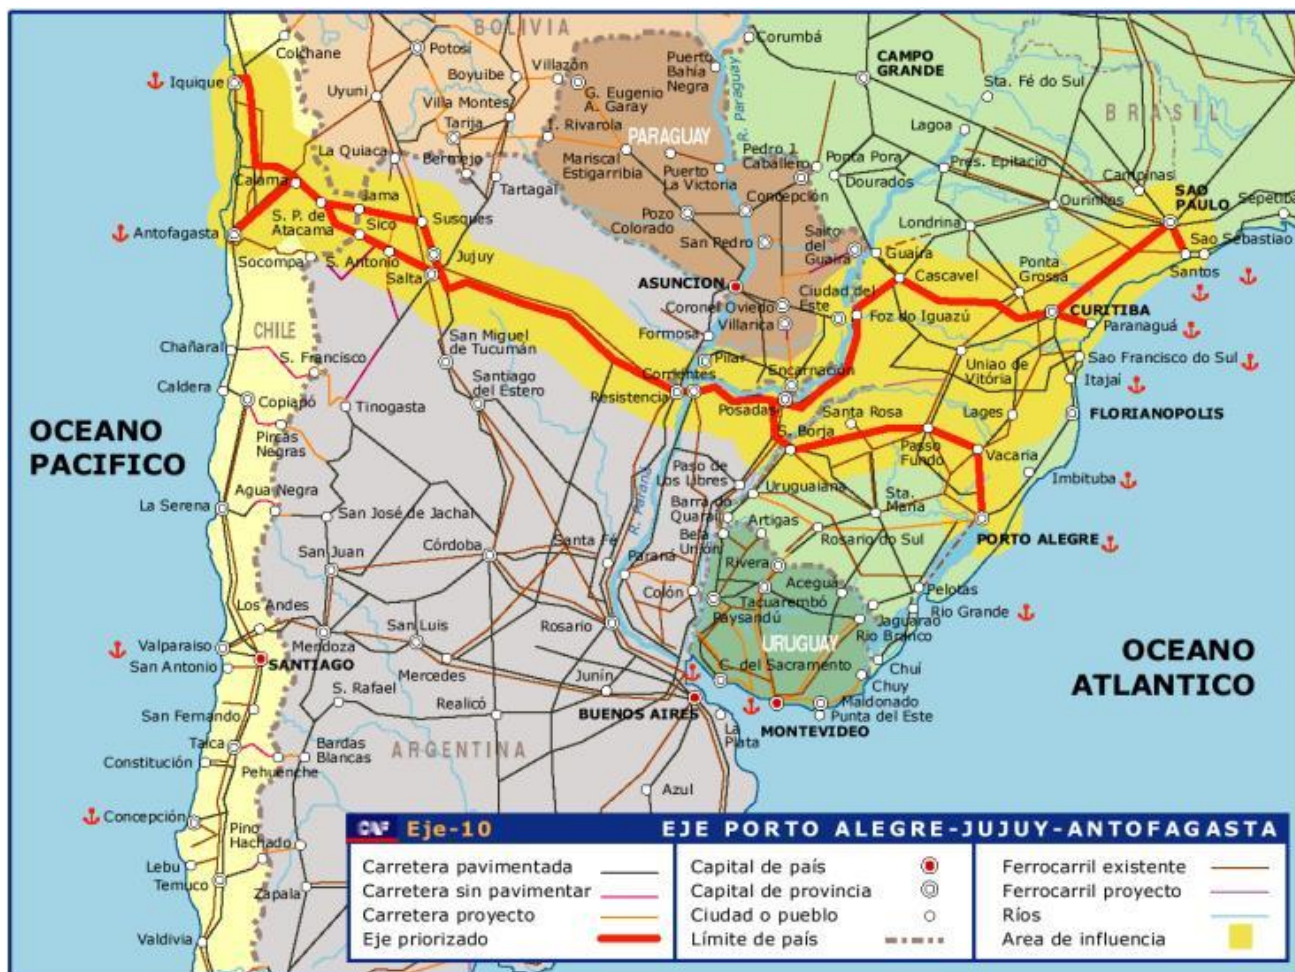 BOLIVIA
Corumbá
Colchane
Potosí
Puerto
Bahía
Negra
CAMPO
GRANDE
Iquique
Boyuibe
Villazón
G. Eugenio
A. Garay
R. Paraguay
Sta. Fé do Sul
Uyuni
Villa Montes
Tarija
I. Rivarola
PARAGUAY
BRASIL
Lagoa
La Quiaca
Bermejo
Mariscal
Estigarribia
Puerto
La Victoria
Pedro J
Caballero
Ponta Pora
Dourados
Pres. Epitacio
Campinas
Calama
Jama
Tartagal
Concepción
Ourinhos
SAO
PAULO
S. P. de
Atacama
Susques
Sico
Pozo
Colorado
San Pedro
Salto
del
Guaira
Londrina
Sepetiba
Antofagasta
S. Antonio
Jujuy
Guaira
Sao Sebastiao
Socompa
Salta
Cascavel
Ponta
Grossa
Santos
ASUNCION
Ciudad del
Este
Coronel Oviedo
Villarica
Foz do Iguazú
CURITIBA
Paranaguá
CHILE
Formosa
Chañaral
S. Francisco
San Miguel
de Tucumán
Pilar
Uniao de
Vitória
Sao Francisco do Sul
Caldera
Santiago
del Estero
Corrientes
Encarnación
Itajaí
Copiapó
Tinogasta
Resistencia
Posadas
Santa Rosa
Lages
FLORIANOPOLIS
OCEANO
PACIFICO
Pircas
Negras
S. Borja
Passo
Fundo
Vacaria
Paso de
Los Libres
Imbituba
Agua Negra
R. Paraná
Uruguaiana
La Serena
San José de Jachal
Barra do
Quaraí
Sta.
Maria
Artigas
Bela
Unión
Rosario do Sul
PORTO ALEGRE
San Juan
Córdoba
Santa Fé
Paraná
Rivera
Acegua
Pelotas
Colón
Tacuarembó
Los Andes
Paysandú
Jaguarao
Rio Grande
Valparaiso
San Luis
Rosario
Rio Branco
URUGUAY
OCEANO
ATLANTICO
San Antonio
SANTIAGO
Mendoza
Mercedes
C. del Sacramento
Chuí
Junín
Chuy
S. Rafael
Maldonado
San Fernando
Realicó
BUENOS AIRES
Punta del Este
La
Plata
MONTEVIDEO
Talca
Bardas
Blancas
ARGENTINA
Constitución
Pehuenche
Azul
Concepción
Pino
Hachado
Lebu
Temuco
Zapala
Valdivia
CAF Eje-10 EJE PORTO ALEGRE-JUJUY-ANTOFAGASTA
Carretera pavimentada
Carretera sin pavimentar
Carretera proyecto
Eje priorizado
Capital de país
Capital de provincia
Ciudad o pueblo
Límite de país
Ferrocarril existente
Ferrocarril proyecto
Ríos
Area de influencia